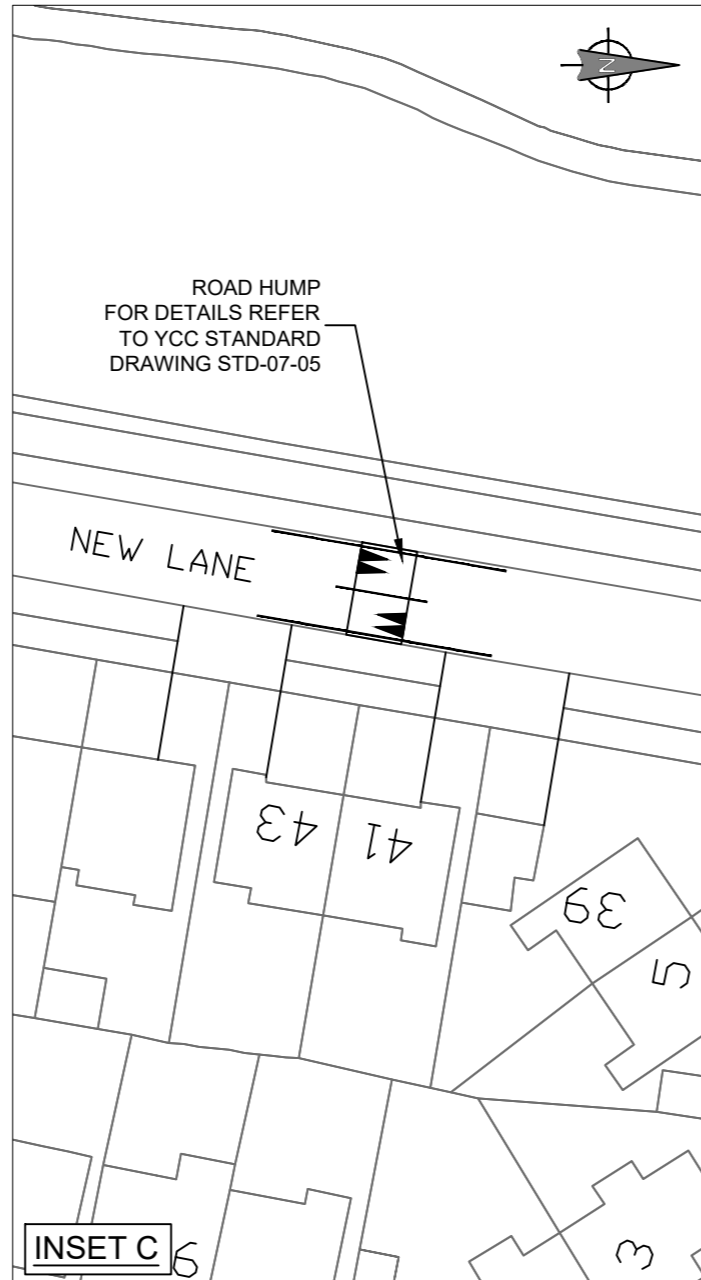 N
ROAD HUMP
FOR DETAILS REFER
TO YCC STANDARD
DRAWING STD-07-05
NEW LANE
43
41
39
5
3
INSET C